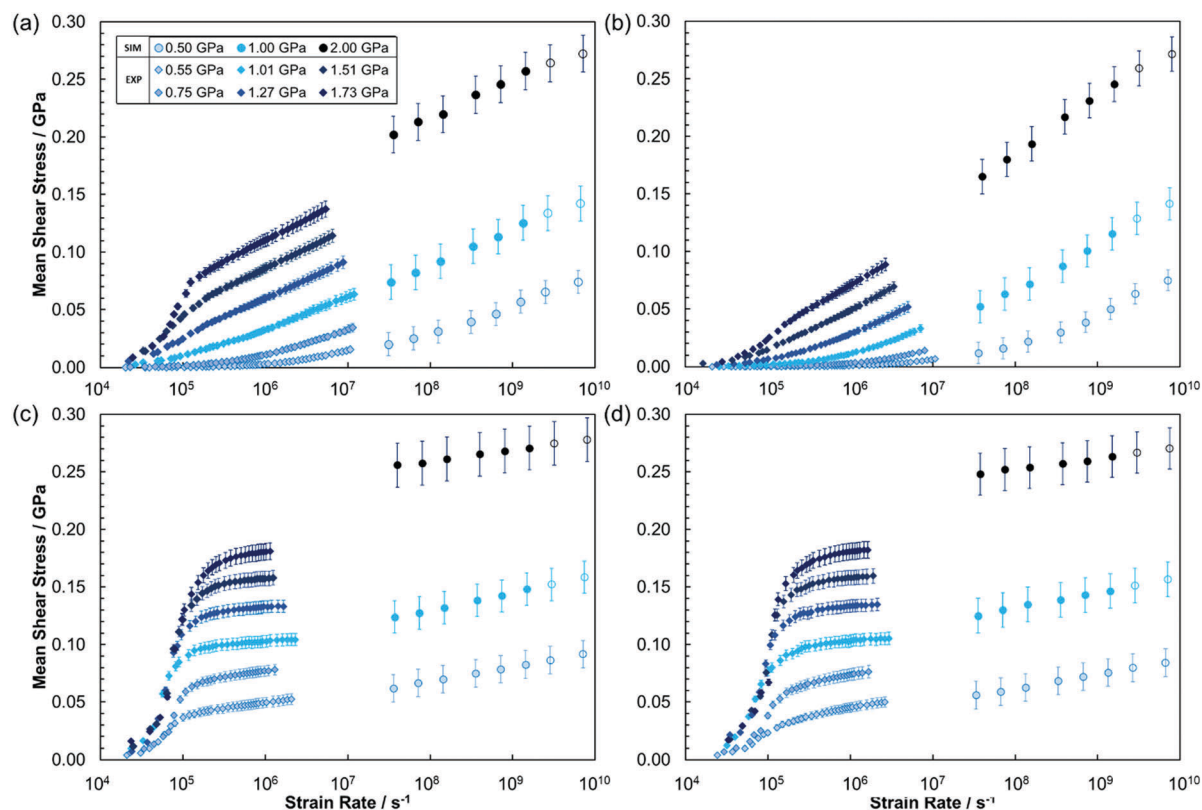 (a)
(b)
Mean Shear Stress / GPa
0.30
0.25
0.20
0.15
0.10
0.05
0.00
SIM 0.50 GPa 1.00 GPa 2.00 GPa
EXP 0.55 GPa 1.01 GPa 1.51 GPa
0.75 GPa 1.27 GPa 1.73 GPa
10⁴ 10⁵ 10⁶ 10⁷ 10⁸ 10⁹ 10¹⁰
0.30
0.25
0.20
0.15
0.10
0.05
0.00
10⁴ 10⁵ 10⁶ 10⁷ 10⁸ 10⁹ 10¹⁰
(c)
(d)
Mean Shear Stress / GPa
0.30
0.25
0.20
0.15
0.10
0.05
0.00
10⁴ 10⁵ 10⁶ 10⁷ 10⁸ 10⁹ 10¹⁰
Strain Rate / s⁻¹
0.30
0.25
0.20
0.15
0.10
0.05
0.00
10⁴ 10⁵ 10⁶ 10⁷ 10⁸ 10⁹ 10¹⁰
Strain Rate / s⁻¹